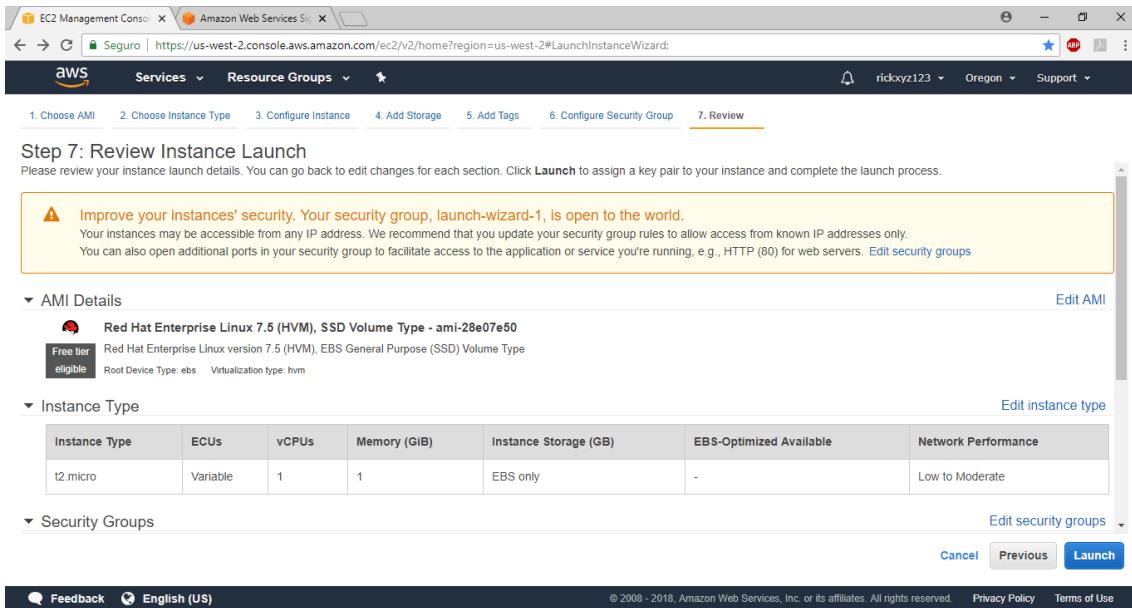 EC2 Management Consol
Amazon Web Services Sig
Seguro | https://us-west-2.console.aws.amazon.com/ec2/v2/home?region=us-west-2#LaunchInstanceWizard:
ABP
aws Services Resource Groups rickxyz123 Oregon Support
1. Choose AMI 2. Choose Instance Type 3. Configure Instance 4. Add Storage 5. Add Tags 6. Configure Security Group 7. Review
Step 7: Review Instance Launch
Please review your instance launch details. You can go back to edit changes for each section. Click Launch to assign a key pair to your instance and complete the launch process.
Improve your instances' security. Your security group, launch-wizard-1, is open to the world.
Your instances may be accessible from any IP address. We recommend that you update your security group rules to allow access from known IP addresses only.
You can also open additional ports in your security group to facilitate access to the application or service you're running, e.g., HTTP (80) for web servers. Edit security groups
AMI Details Edit AMI
Red Hat Enterprise Linux 7.5 (HVM), SSD Volume Type - ami-28e07e50
Free tier eligible
Red Hat Enterprise Linux version 7.5 (HVM), EBS General Purpose (SSD) Volume Type
Root Device Type: ebs Virtualization type: hvm
Instance Type Edit instance type
Instance Type ECUs vCPUs Memory (GiB) Instance Storage (GB) EBS-Optimized Available Network Performance
t2.micro Variable 1 1 EBS only - Low to Moderate
Security Groups Edit security groups
Cancel Previous Launch
Feedback English (US) © 2008 - 2018, Amazon Web Services, Inc. or its affiliates. All rights reserved. Privacy Policy Terms of Use